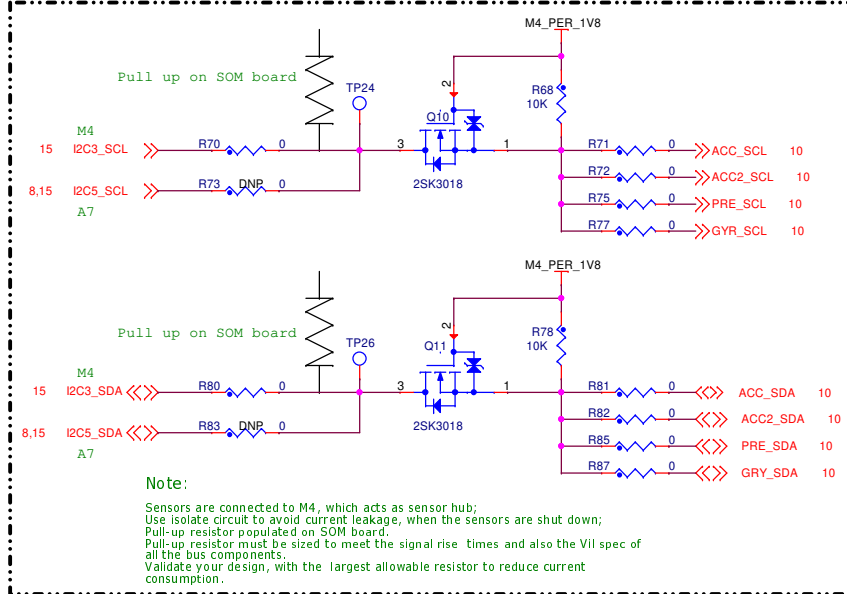 M4_PER_1V8
Pull up on SOM board
TP24
2
R68
10K
Q10
M4
15 I2C3_SCL R70 0 3 1 R71 0 ACC_SCL 10
R72 0 ACC2_SCL 10
8,15 I2C5_SCL R73 DNP 0 2SK3018
A7
R75 0 PRE_SCL 10
R77 0 GYR_SCL 10
M4_PER_1V8
Pull up on SOM board
TP26
2
R78
10K
Q11
M4
15 I2C3_SDA R80 0 3 1 R81 0 ACC_SDA 10
R82 0 ACC2_SDA 10
8,15 I2C5_SDA R83 DNP 0 2SK3018
A7
R85 0 PRE_SDA 10
R87 0 GRY_SDA 10
Note:
Sensors are connected to M4, which acts as sensor hub;
Use isolate circuit to avoid current leakage, when the sensors are shut down;
Pull-up resistor populated on SOM board.
Pull-up resistor must be sized to meet the signal rise times and also the Vil spec of
all the bus components.
Validate your design, with the largest allowable resistor to reduce current
consumption.